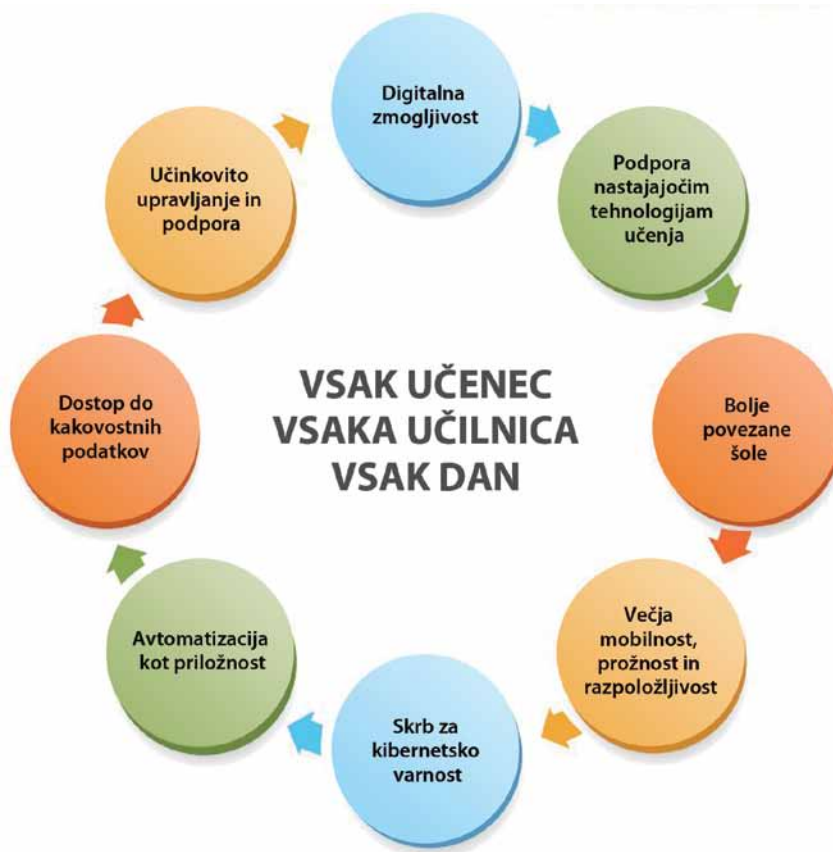 Digitalna
zmogljivost
Podpora
nastajajočim
tehnologijam
učenja
Bolje
povezane
šole
Večja
mobilnost,
prožnost in
razpoložljivost
Skrb za
kibernetsko
varnost
Avtomatizacija
kot priložnost
Dostop do
kakovostnih
podatkov
Učinkovito
upravljanje in
podpora
VSAK UČENEC
VSAKA UČILNICA
VSAK DAN